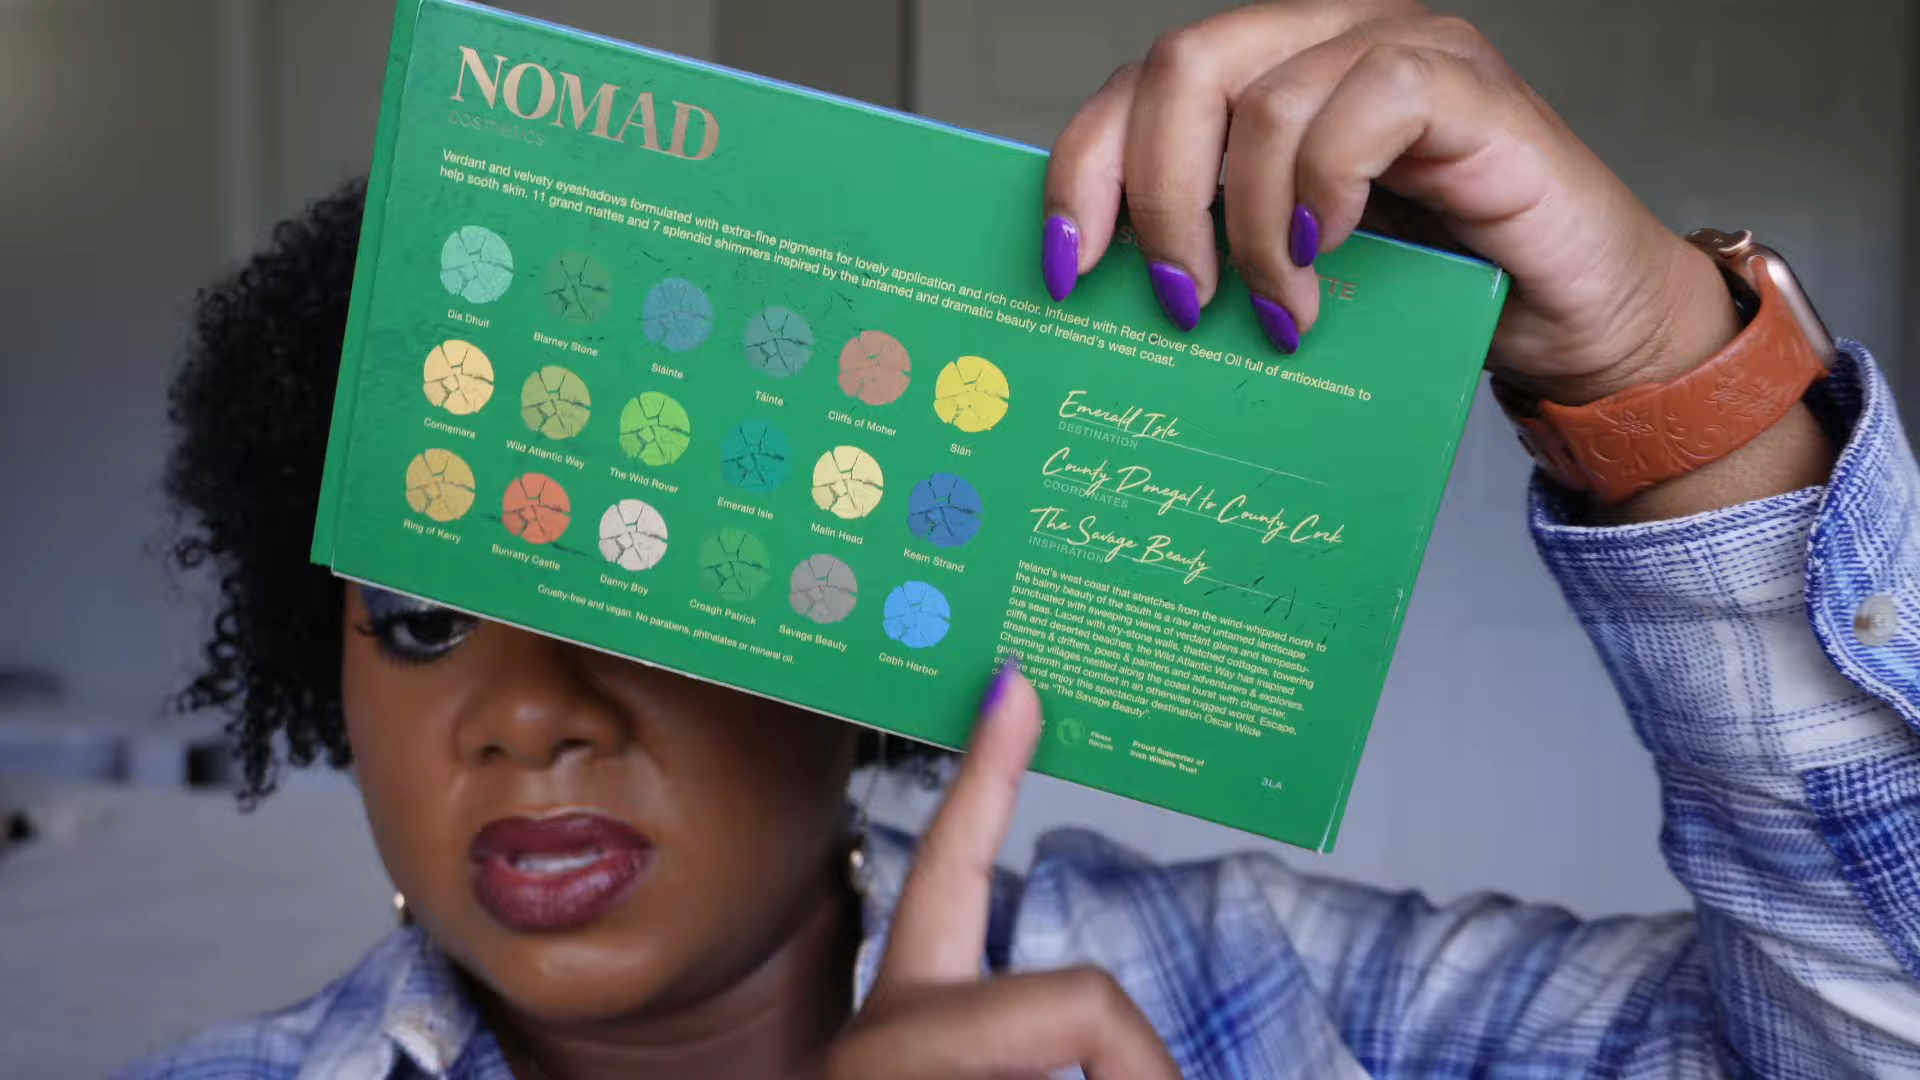 NOMAD
COSMETICS
Verdant and velvety eyeshadows formulated with extra-fine pigments for lovely application and rich color. Infused with Red Clover Seed Oil full of antioxidants to
help sooth skin. 11 grand mattes and 7 splendid shimmers inspired by the untamed and dramatic beauty of Ireland's west coast.
Dia Dhuit
Blarney Stone
Sláinte
Táinte
Cliffs of Moher
Slán
Connemara
Wild Atlantic Way
The Wild Rover
Emerald Isle
Malin Head
Keem Strand
Ring of Kerry
Bunratty Castle
Danny Boy
Croagh Patrick
Savage Beauty
Cobh Harbor
Cruelty-free and vegan. No parabens, phthalates or mineral oil.
Emerald Isle
DESTINATION
County Donegal to County Cork
COORDINATES
The Savage Beauty
INSPIRATION
Ireland's west coast that stretches from the wind-whipped north to
the balmy beauty of the south is a raw and untamed landscape
punctuated with sweeping views of verdant glens and tempestu-
ous seas. Laced with dry-stone walls, thatched cottages, towering
cliffs and deserted beaches, the Wild Atlantic Way has inspired
dreamers & drifters, poets & painters and adventurers & explorers.
Charming villages nestled along the coast burst with character,
giving warmth and comfort in an otherwise rugged world. Escape,
explore and enjoy this spectacular destination Oscar Wilde
as "The Savage Beauty".
Please
Recycle
Proud Supporter of
Irish Wildlife Trust
3LA